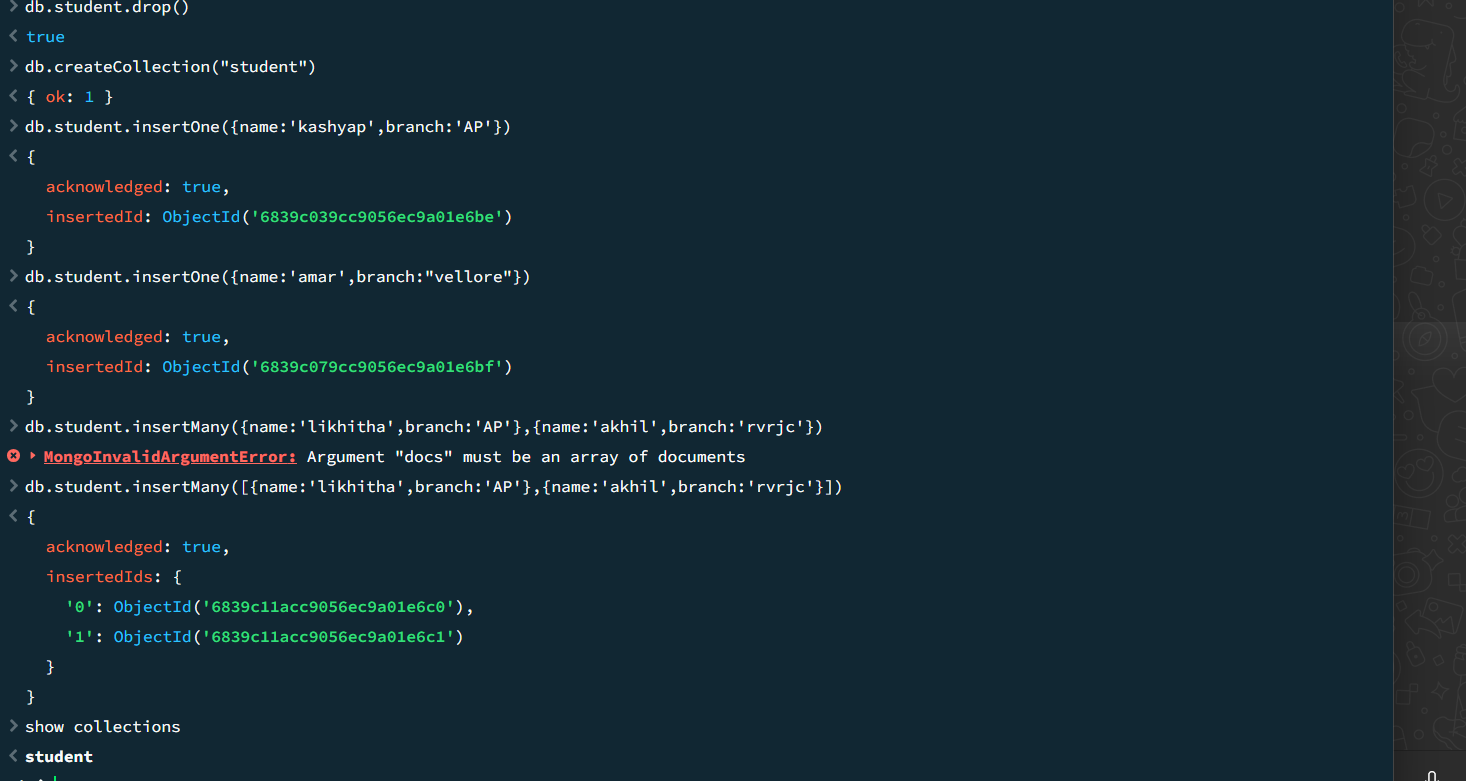 > db.student.drop()
< true
> db.createCollection("student")
< { ok: 1 }
> db.student.insertOne({name:'kashyap',branch:'AP'})
< {
acknowledged: true,
insertedId: ObjectId('6839c039cc9056ec9a01e6be')
}
> db.student.insertOne({name:'amar',branch:"vellore"})
< {
acknowledged: true,
insertedId: ObjectId('6839c079cc9056ec9a01e6bf')
}
> db.student.insertMany({name:'likhitha',branch:'AP'},{name:'akhil',branch:'rvrjc'})
MongoInvalidArgumentError: Argument "docs" must be an array of documents
> db.student.insertMany([{name:'likhitha',branch:'AP'},{name:'akhil',branch:'rvrjc'}])
< {
acknowledged: true,
insertedIds: {
'0': ObjectId('6839c11acc9056ec9a01e6c0'),
'1': ObjectId('6839c11acc9056ec9a01e6c1')
}
}
> show collections
< student